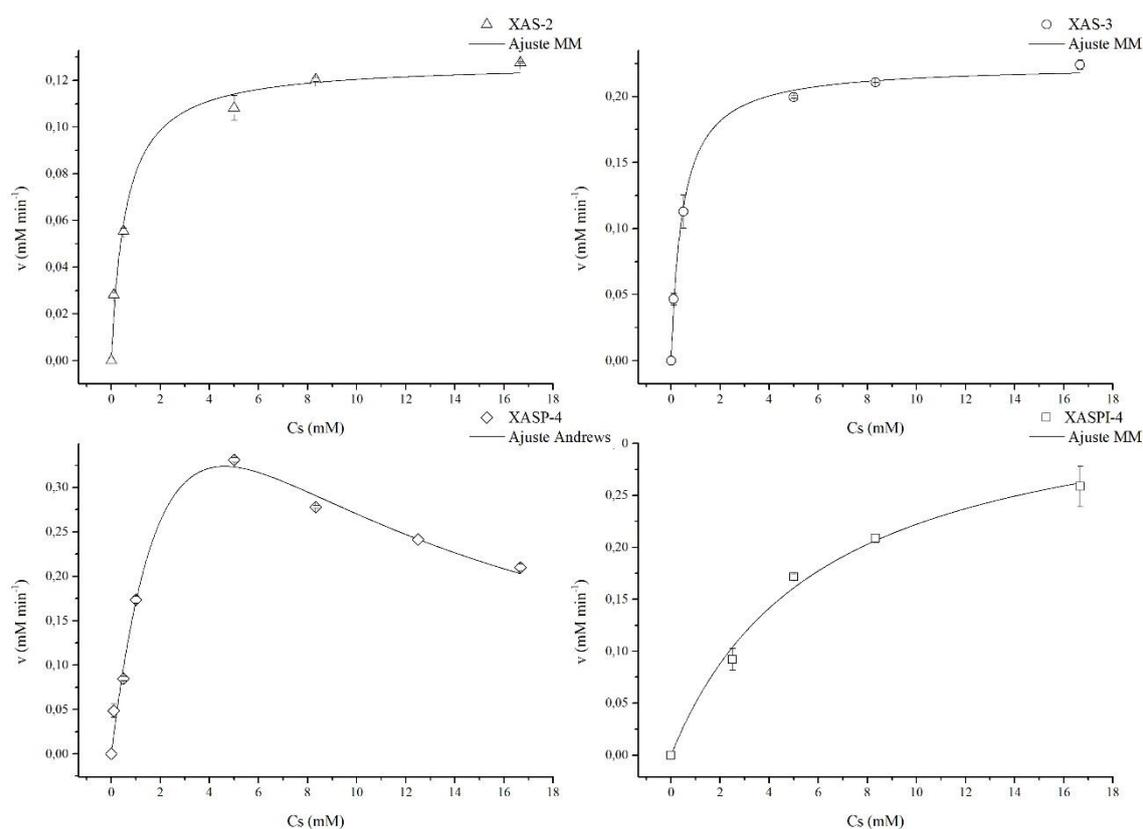 XAS-2
Ajuste MM
0,12
0,10
0,08
0,06
0,04
0,02
0,00
v (mM min⁻¹)
0 2 4 6 8 10 12 14 16 18
Cs (mM)
XAS-3
Ajuste MM
0,20
0,15
0,10
0,05
0,00
v (mM min⁻¹)
0 2 4 6 8 10 12 14 16 18
Cs (mM)
XASP-4
Ajuste Andrews
0,30
0,25
0,20
0,15
0,10
0,05
0,00
v (mM min⁻¹)
0 2 4 6 8 10 12 14 16 18
Cs (mM)
XASPI-4
Ajuste MM
0
0,25
0,20
0,15
0,10
0,05
0,00
v (mM min⁻¹)
0 2 4 6 8 10 12 14 16 18
Cs (mM)